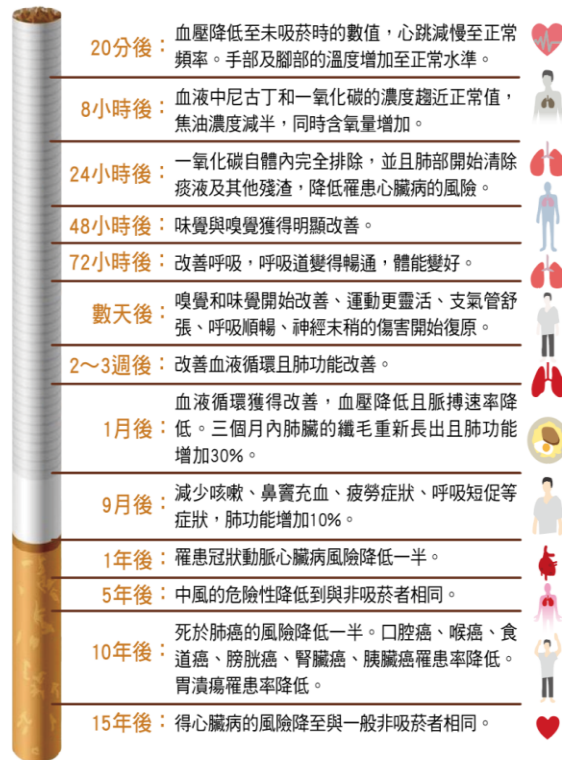 20分後：血壓降低至未吸菸時的數值，心跳減慢至正常
頻率。手部及腳部的溫度增加至正常水準。
8小時後：血液中尼古丁和一氧化碳的濃度趨近正常值，
焦油濃度減半，同時含氧量增加。
24小時後：一氧化碳自體內完全排除，並且肺部開始清除
痰液及其他殘渣，降低罹患心臟病的風險。
48小時後：味覺與嗅覺獲得明顯改善。
72小時後：改善呼吸，呼吸道變得暢通，體能變好。
數天後：嗅覺和味覺開始改善、運動更靈活、支氣管舒
張、呼吸順暢、神經末稍的傷害開始復原。
2～3週後：改善血液循環且肺功能改善。
1月後：血液循環獲得改善，血壓降低且脈搏速率降
低。三個月內肺臟的纖毛重新長出且肺功能
增加30%。
9月後：減少咳嗽、鼻竇充血、疲勞症狀、呼吸短促等
症狀，肺功能增加10%。
1年後：罹患冠狀動脈心臟病風險降低一半。
5年後：中風的危險性降低到與非吸菸者相同。
10年後：死於肺癌的風險降低一半。口腔癌、喉癌、食
道癌、膀胱癌、腎臟癌、胰臟癌罹患率降低。
胃潰瘍罹患率降低。
15年後：得心臟病的風險降至與一般非吸菸者相同。